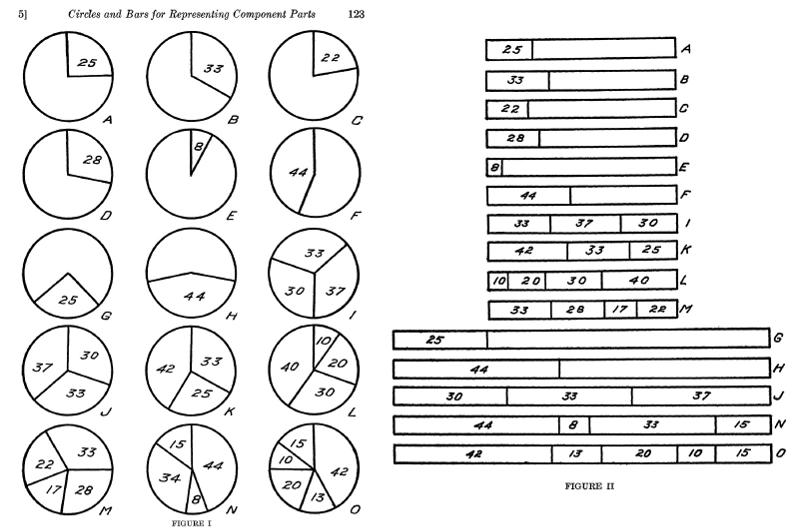 5] Circles and Bars for Representing Component Parts 123
25
A
33
B
22
C
28
D
8
E
44
F
25
G
44
H
33
30 37
I
37 30
33
J
42 33
25
K
10
40 20
30
L
33
22
17 28
M
15
34 44
8
N
15
10 42
20 13
O
FIGURE I
25 A
33 B
22 C
28 D
8 E
44 F
33 37 30 I
42 33 25 K
10 20 30 40 L
33 28 17 22 M
25 G
44 H
30 33 37 J
44 8 33 15 N
42 13 20 10 15 O
FIGURE II